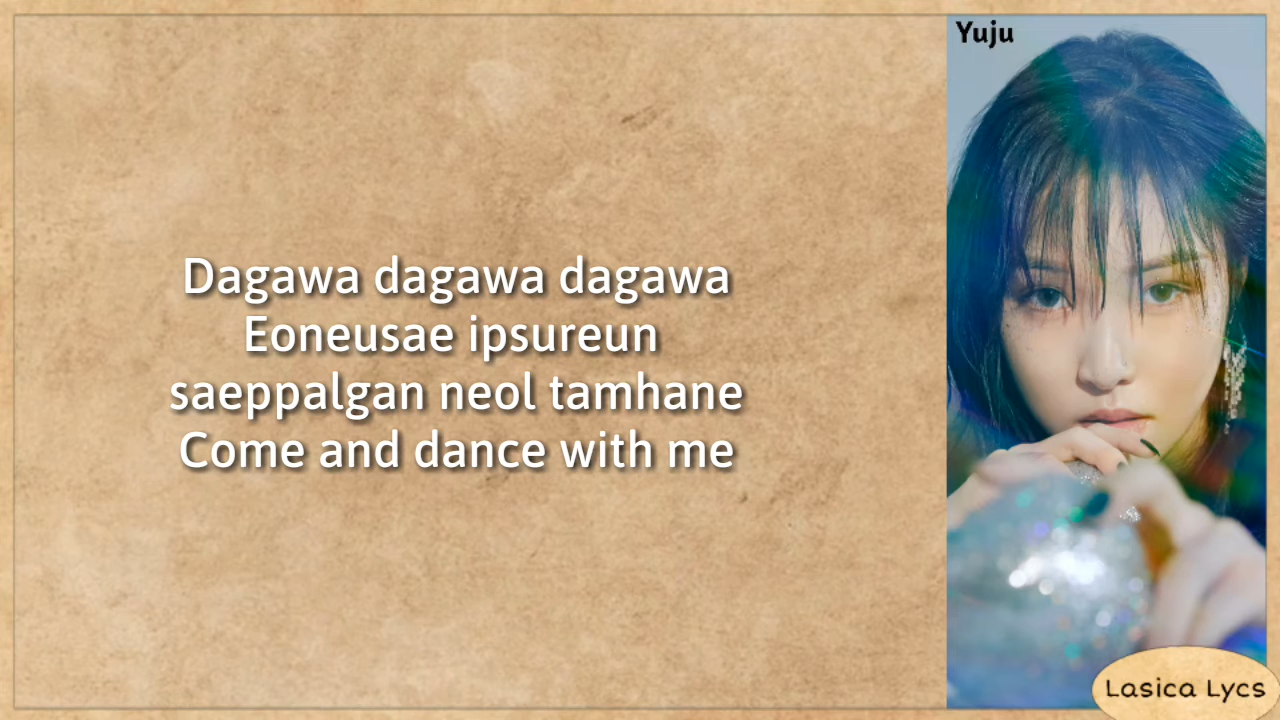 Yuju
Dagawa dagawa dagawa
Eoneusae ipsureun
saeppalgan neol tamhane
Come and dance with me
Lasica Lycs